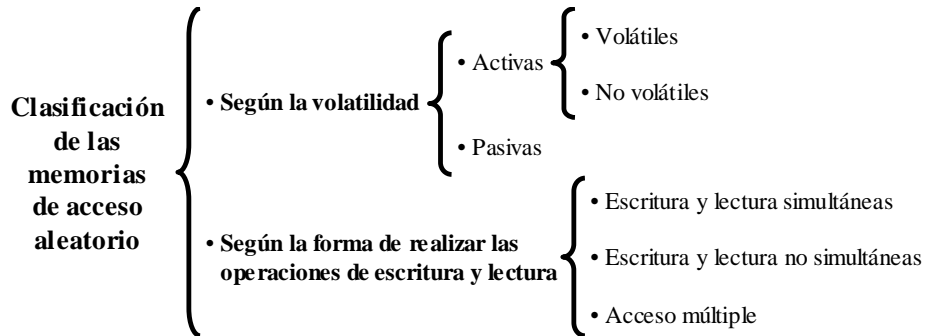 Clasificación
de las
memorias
de acceso
aleatorio
• Según la volatilidad
• Activas
• Volátiles
• No volátiles
• Pasivas
• Según la forma de realizar las
operaciones de escritura y lectura
• Escritura y lectura simultáneas
• Escritura y lectura no simultáneas
• Acceso múltiple